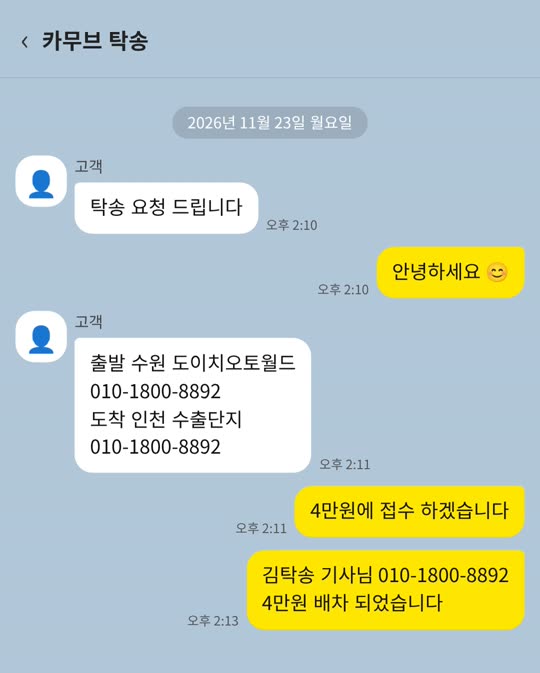 카무브 탁송
2026년 11월 23일 월요일
고객
탁송 요청 드립니다
오후 2:10
안녕하세요 😊
오후 2:10
고객
출발 수원 도이치오토월드
010-1800-8892
도착 인천 수출단지
010-1800-8892
오후 2:11
4만원에 접수 하겠습니다
오후 2:11
김탁송 기사님 010-1800-8892
4만원 배차 되었습니다
오후 2:13